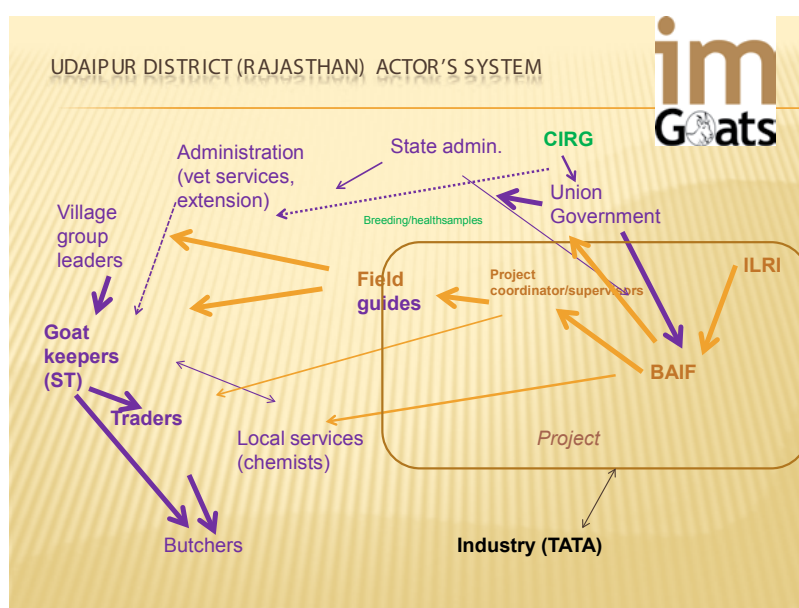 UDAIPUR DISTRICT (RAJASTHAN) ACTOR'S SYSTEM
im
Goats
State admin.
CIRG
Administration
(vet services,
extension)
Union
Government
Village
group
leaders
Breeding/healthsamples
Field
guides
Project
coordinator/supervisors
ILRI
Goat
keepers
(ST)
BAIF
Traders
Local services
(chemists)
Project
Butchers
Industry (TATA)